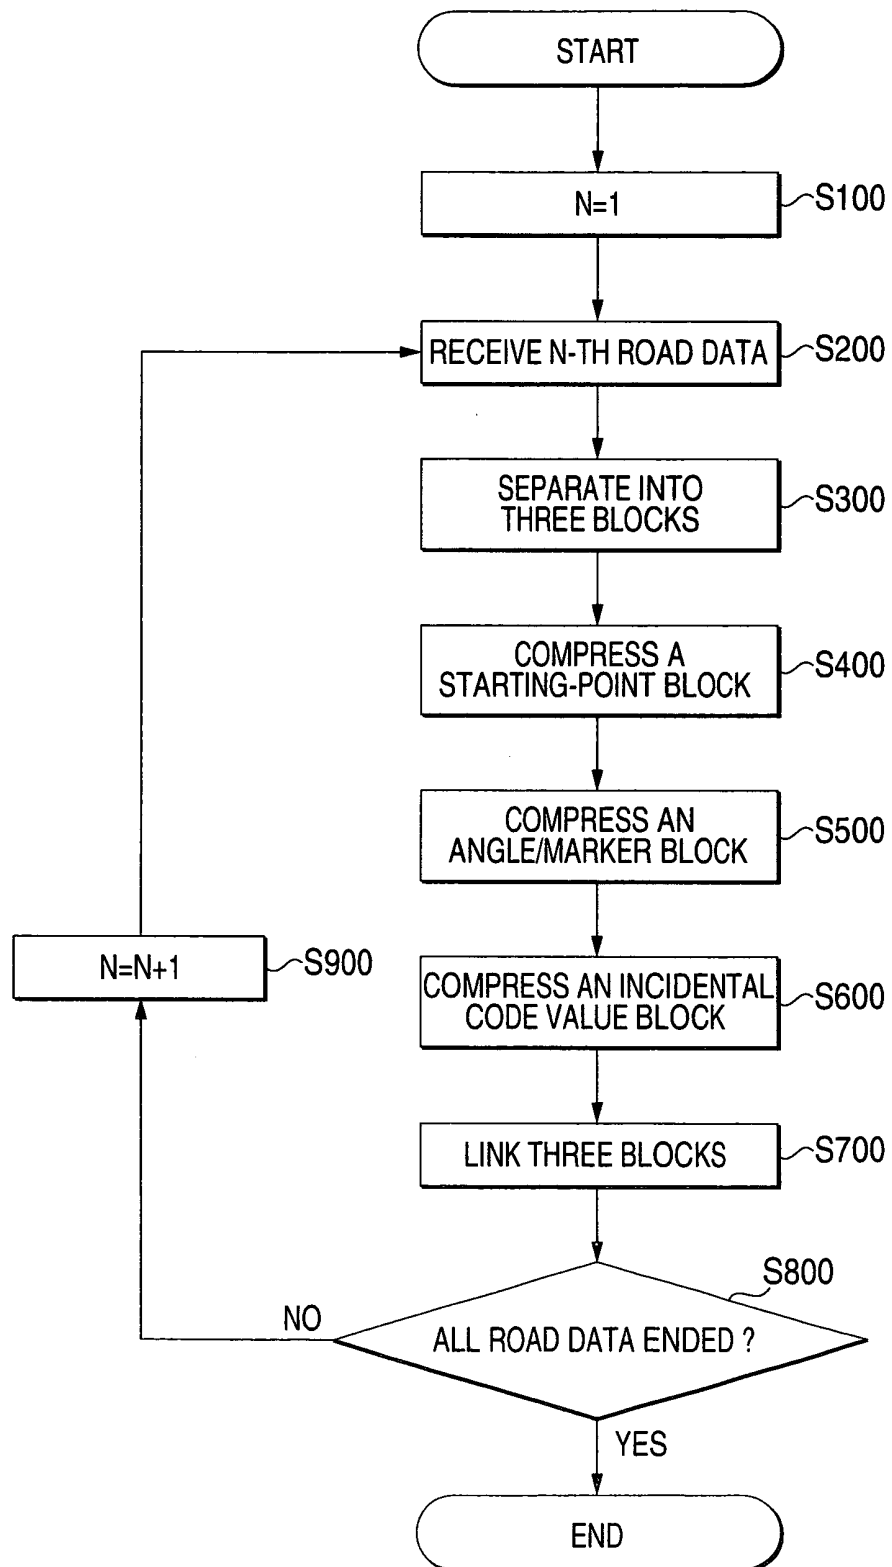 START
N=1
S100
RECEIVE N-TH ROAD DATA
S200
SEPARATE INTO
THREE BLOCKS
S300
COMPRESS A
STARTING-POINT BLOCK
S400
COMPRESS AN
ANGLE/MARKER BLOCK
S500
N=N+1
S900
COMPRESS AN INCIDENTAL
CODE VALUE BLOCK
S600
LINK THREE BLOCKS
S700
S800
NO
ALL ROAD DATA ENDED ?
YES
END